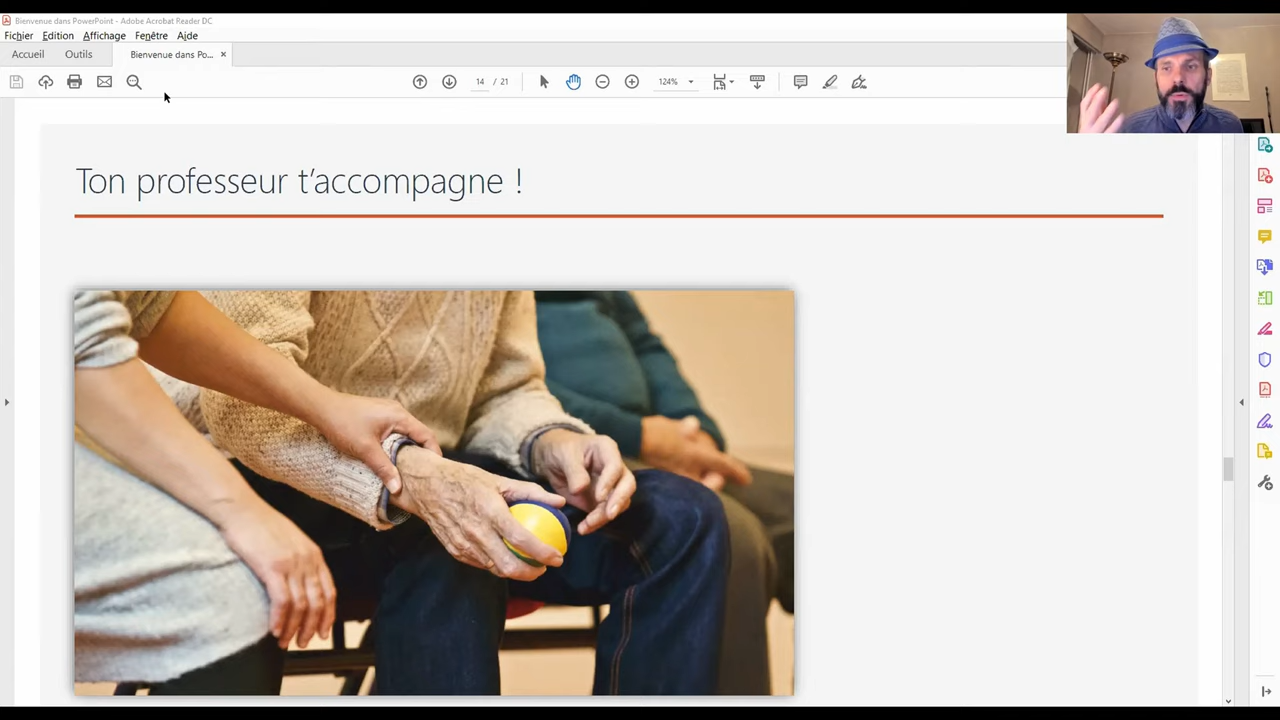 Bienvenue dans PowerPoint - Adobe Acrobat Reader DC
Fichier Edition Affichage Fenêtre Aide
Accueil Outils Bienvenue dans Po... ×
14 / 21 124%
Ton professeur t’accompagne !